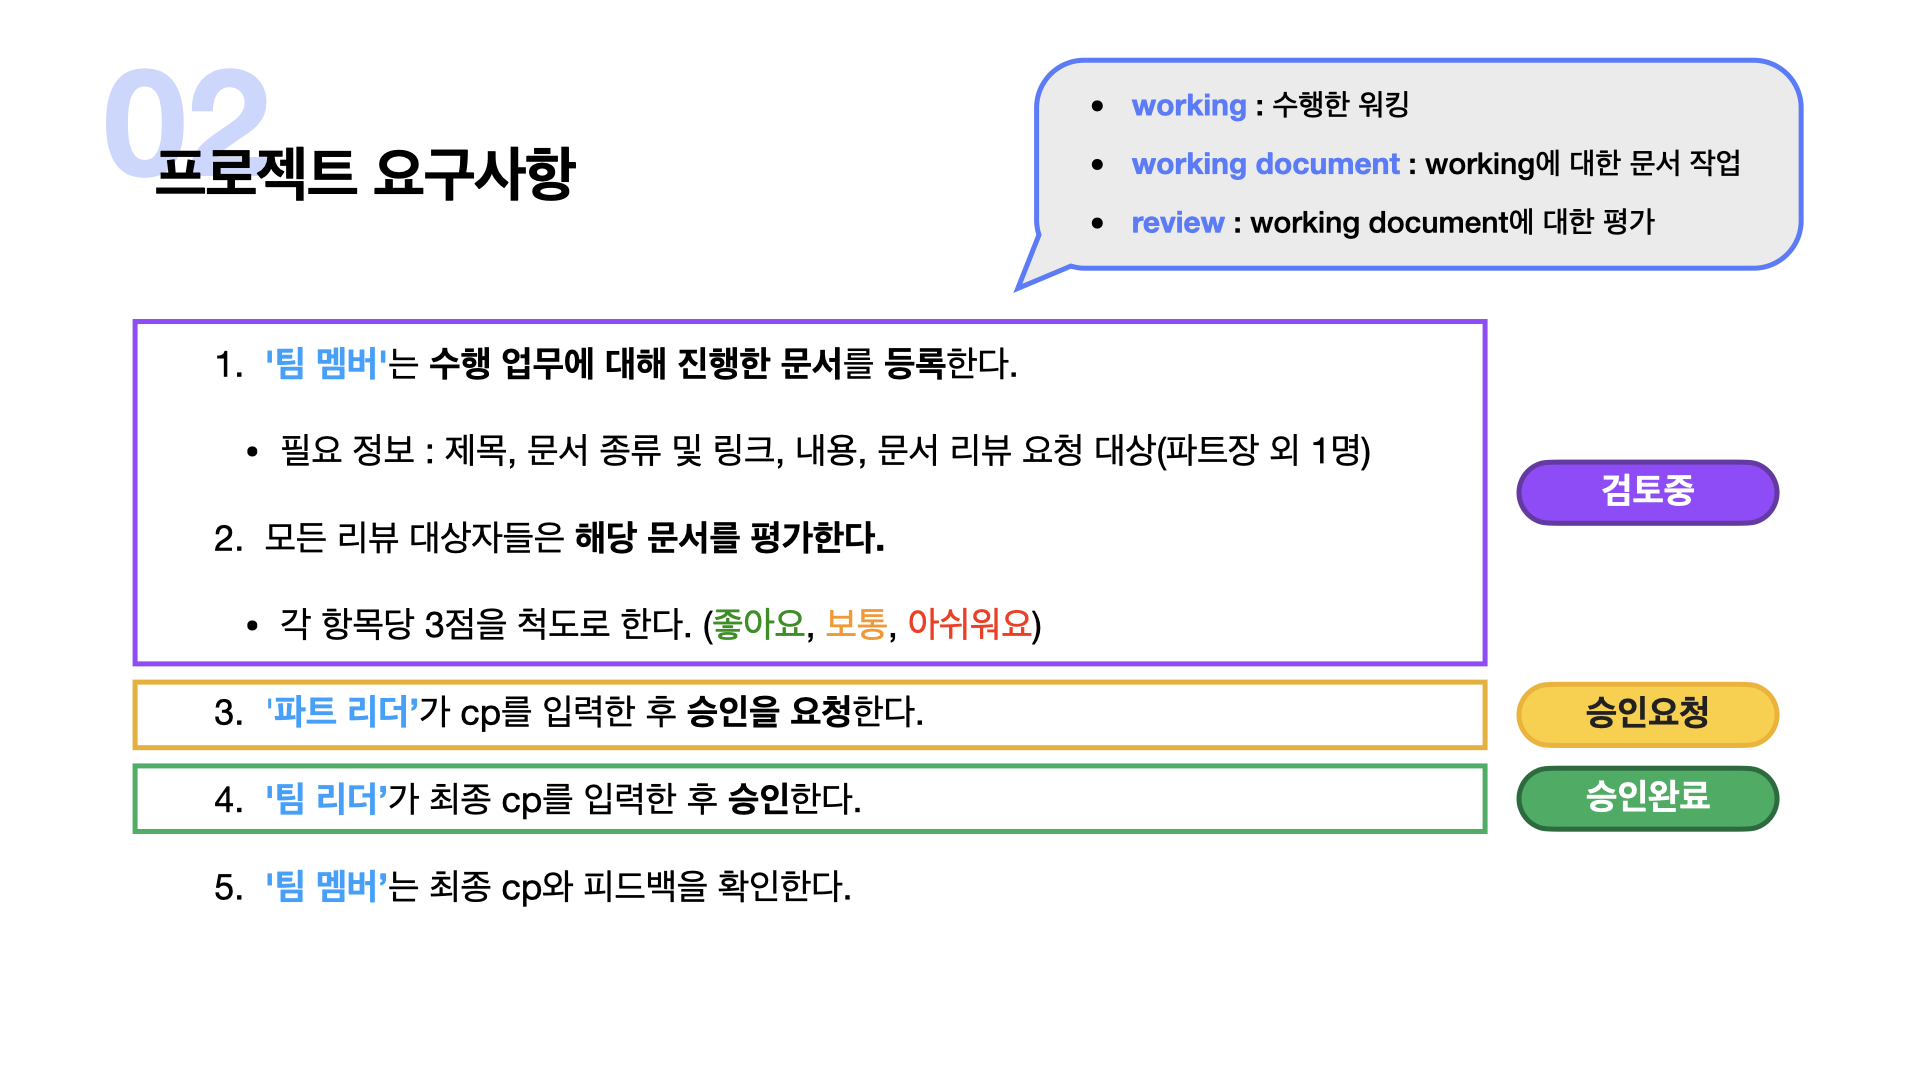 02
프로젝트 요구사항
• working : 수행한 워킹
• working document : working에 대한 문서 작업
• review : working document에 대한 평가
1. '팀 멤버'는 수행 업무에 대해 진행한 문서를 등록한다.
• 필요 정보 : 제목, 문서 종류 및 링크, 내용, 문서 리뷰 요청 대상(파트장 외 1명)
2. 모든 리뷰 대상자들은 해당 문서를 평가한다.
• 각 항목당 3점을 척도로 한다. (좋아요, 보통, 아쉬워요)
검토중
3. '파트 리더’가 cp를 입력한 후 승인을 요청한다.
승인요청
4. '팀 리더’가 최종 cp를 입력한 후 승인한다.
승인완료
5. '팀 멤버’는 최종 cp와 피드백을 확인한다.